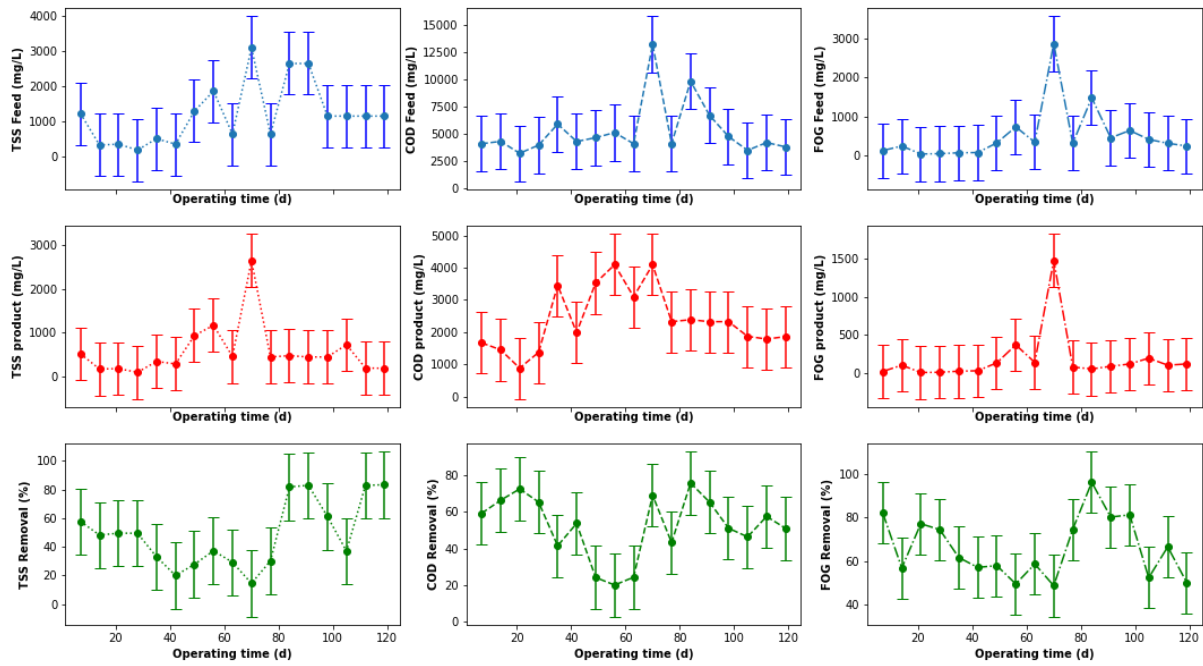 TSS Feed (mg/L)
4000
3000
2000
1000
0
Operating time (d)
COD Feed (mg/L)
15000
12500
10000
7500
5000
2500
0
Operating time (d)
FOG Feed (mg/L)
3000
2000
1000
0
Operating time (d)
TSS product (mg/L)
3000
2000
1000
0
Operating time (d)
COD product (mg/L)
5000
4000
3000
2000
1000
0
Operating time (d)
FOG product (mg/L)
1500
1000
500
0
Operating time (d)
TSS Removal (%)
100
80
60
40
20
0
20 40 60 80 100 120
Operating time (d)
COD Removal (%)
80
60
40
20
0
20 40 60 80 100 120
Operating time (d)
FOG Removal (%)
100
80
60
40
20 40 60 80 100 120
Operating time (d)